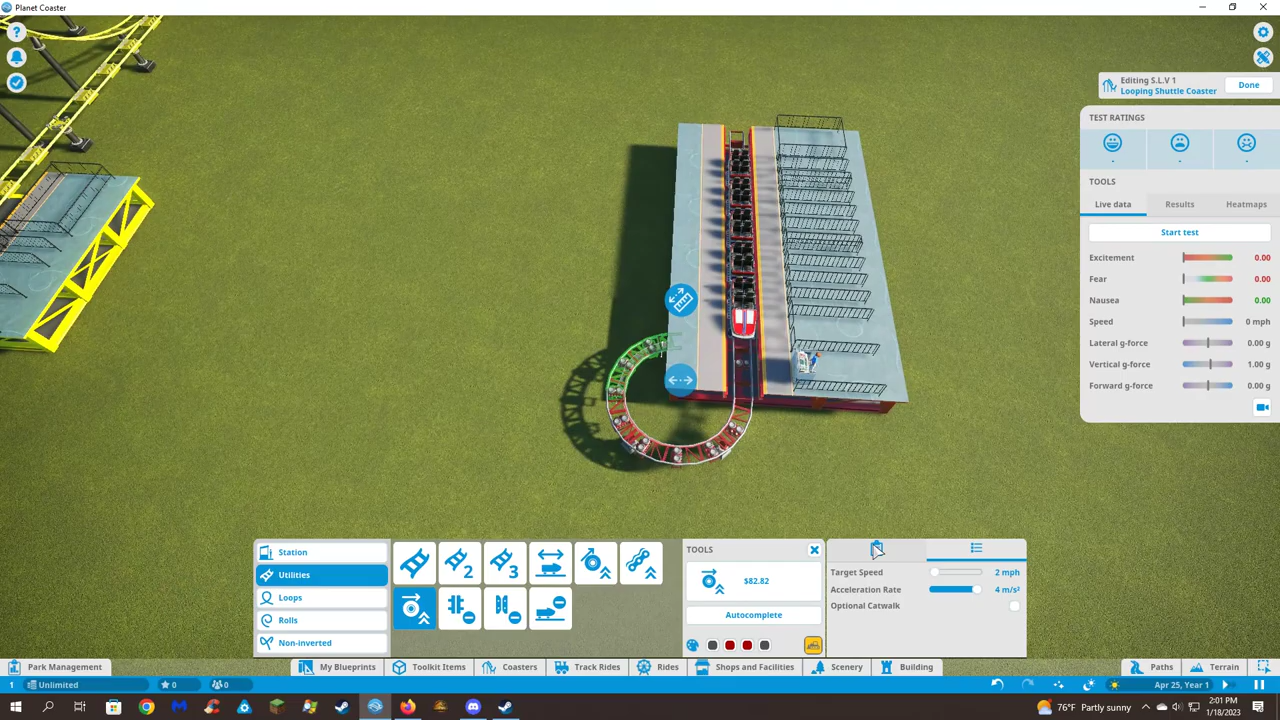 Planet Coaster
Editing S.L.V 1
Looping Shuttle Coaster
Done
TEST RATINGS
- - -
TOOLS
Live data
Results
Heatmaps
Start test
Excitement 0.00
Fear 0.00
Nausea 0.00
Speed 0 mph
Lateral g-force 0.00 g
Vertical g-force 1.00 g
Forward g-force 0.00 g
Station
Utilities
Loops
Rolls
Non-inverted
2
3
TOOLS
$82.82
Autocomplete
Target Speed 2 mph
Acceleration Rate 4 m/s²
Optional Catwalk
Park Management
My Blueprints
Toolkit Items
Coasters
Track Rides
Rides
Shops and Facilities
Scenery
Building
Paths
Terrain
1
Unlimited
0
0
Apr 25, Year 1
76°F Partly sunny
2:01 PM
1/18/2023